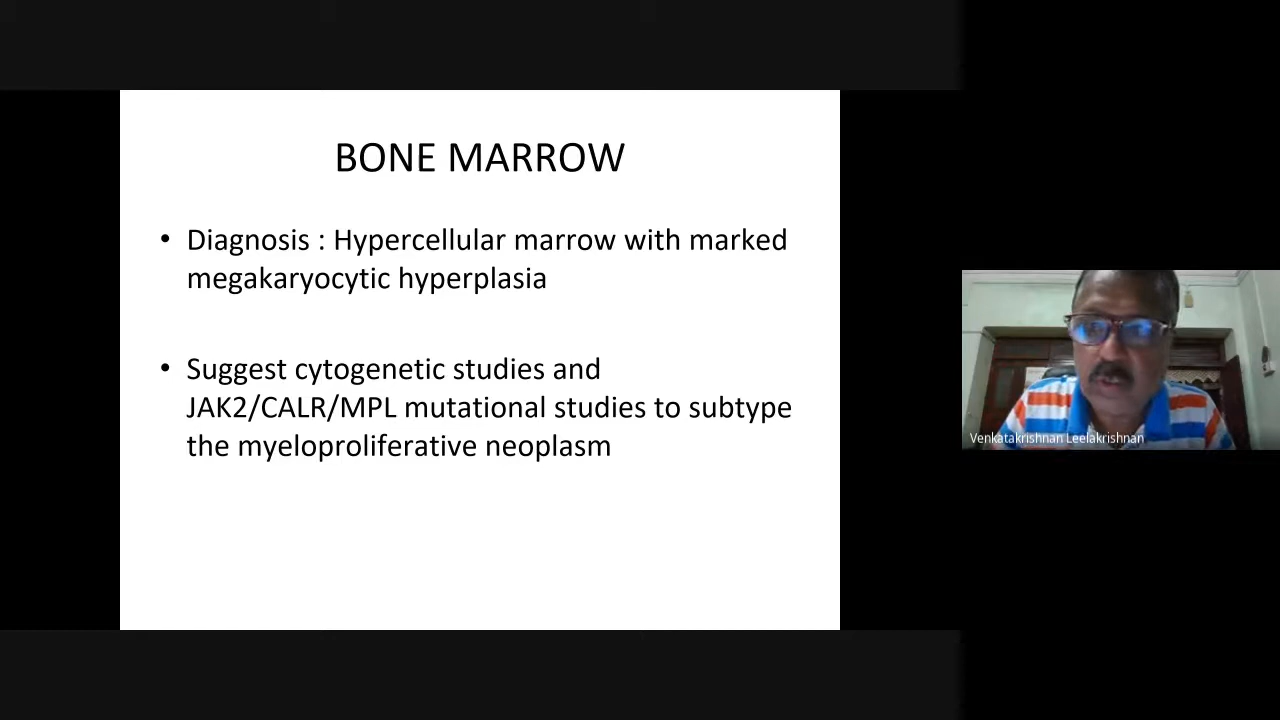 BONE MARROW
• Diagnosis : Hypercellular marrow with marked
megakaryocytic hyperplasia
• Suggest cytogenetic studies and
JAK2/CALR/MPL mutational studies to subtype
the myeloproliferative neoplasm
Venkatakrishnan Leelakrishnan